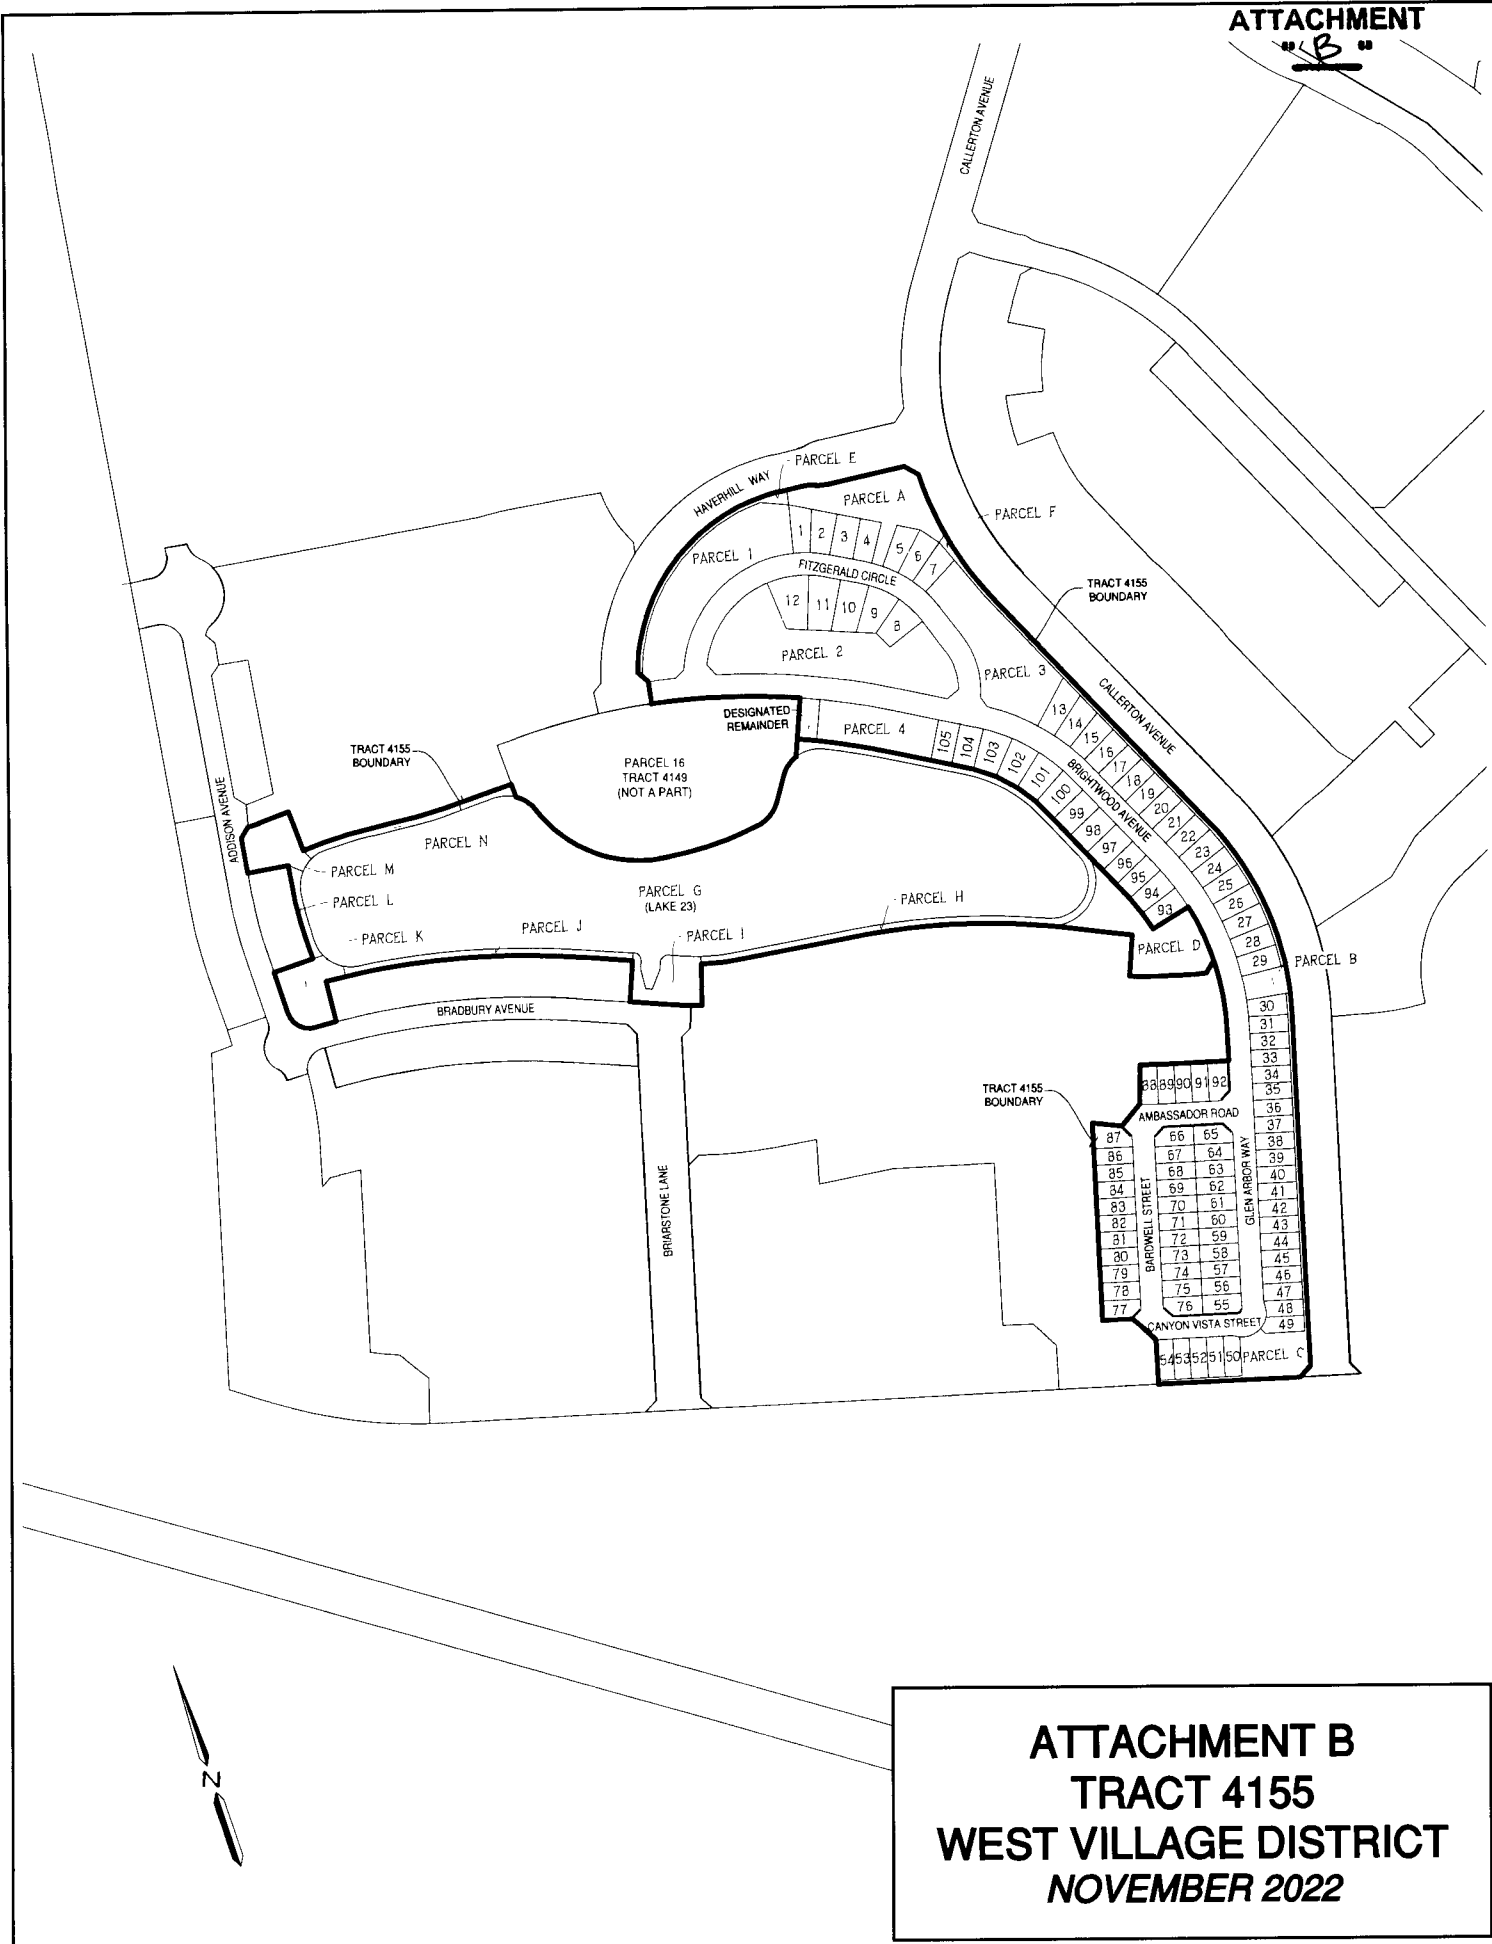 ATTACHMENT
"B"
CALLERTON AVENUE
PARCEL E
HAVERHILL WAY
PARCEL A
PARCEL F
PARCEL 1
1
2
3
4
5
6
7
FITZGERALD CIRCLE
TRACT 4155
BOUNDARY
12
11
10
9
8
PARCEL 2
PARCEL 3
CALLERTON AVENUE
DESIGNATED
REMAINDER
PARCEL 4
13
14
15
16
17
18
19
20
21
22
23
24
25
26
27
28
29
105
104
103
102
101
100
99
98
97
96
95
94
93
BRIGHTWOOD AVENUE
TRACT 4155
BOUNDARY
PARCEL 16
TRACT 4149
(NOT A PART)
ADDISON AVENUE
PARCEL N
PARCEL M
PARCEL L
PARCEL K
PARCEL J
PARCEL G
(LAKE 23)
PARCEL H
PARCEL I
PARCEL D
PARCEL B
BRADBURY AVENUE
BRIARSTONE LANE
30
31
32
33
34
35
36
37
38
39
40
41
42
43
44
45
46
47
48
49
TRACT 4155
BOUNDARY
88 89 90 91 92
AMBASSADOR ROAD
87
86
85
84
83
82
81
80
79
78
77
BARDWELL STREET
66 65
67 64
68 63
69 62
70 61
71 60
72 59
73 58
74 57
75 56
76 55
GLEN ARBOR WAY
CANYON VISTA STREET
54 53 52 51 50 PARCEL C
N
ATTACHMENT B
TRACT 4155
WEST VILLAGE DISTRICT
NOVEMBER 2022